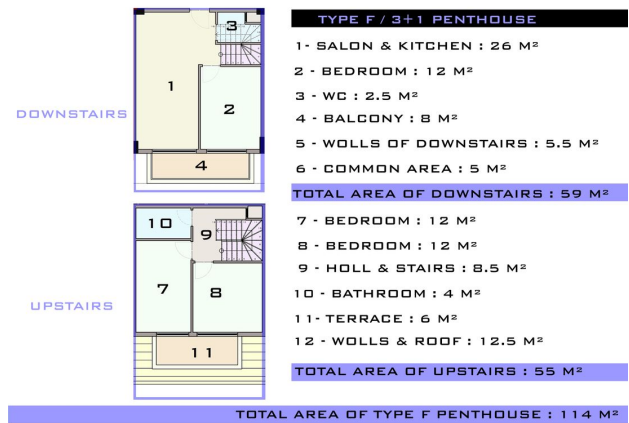 TYPE F / 3+1 PENTHOUSE
1- SALON & KITCHEN : 26 M²
2 - BEDROOM : 12 M²
3 - WC : 2.5 M²
4 - BALCONY : 8 M²
5 - WOLLS OF DOWNSTAIRS : 5.5 M²
6 - COMMON AREA : 5 M²
TOTAL AREA OF DOWNSTAIRS : 59 M²
DOWNSTAIRS
3
1
2
4
7 - BEDROOM : 12 M²
8 - BEDROOM : 12 M²
9 - HOLL & STAIRS : 8.5 M²
10 - BATHROOM : 4 M²
11- TERRACE : 6 M²
12 - WOLLS & ROOF : 12.5 M²
TOTAL AREA OF UPSTAIRS : 55 M²
UPSTAIRS
10
9
7
8
11
TOTAL AREA OF TYPE F PENTHOUSE : 114 M²